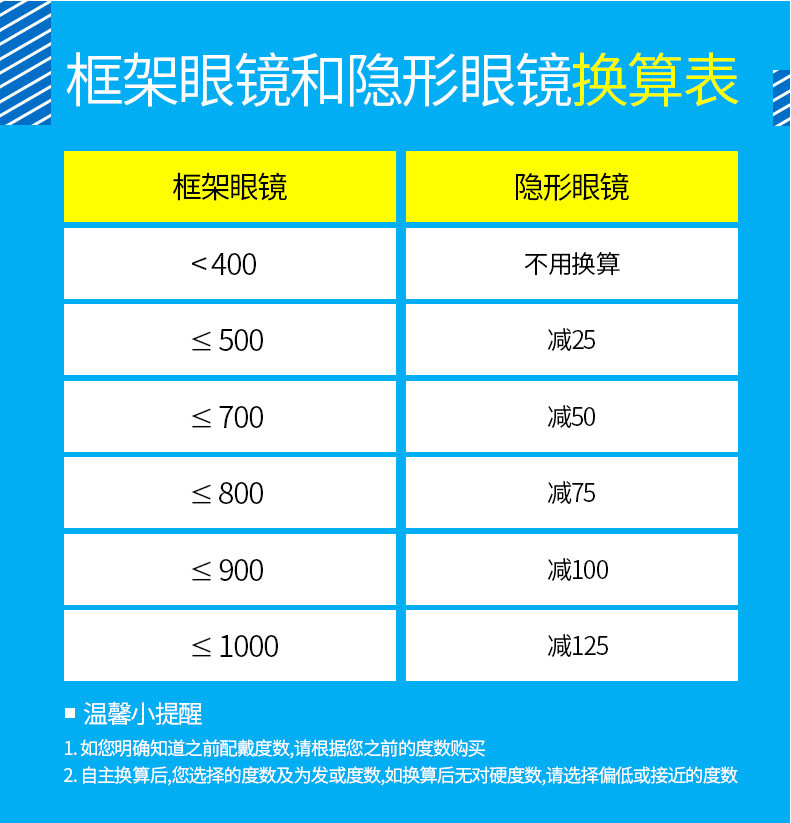 框架眼镜和隐形眼镜换算表
框架眼镜 隐形眼镜
<400 不用换算
≤ 500 减25
≤ 700 减50
≤ 800 减75
≤ 900 减100
≤ 1000 减125
■ 温馨小提醒
1. 如您明确知道之前配戴度数,请根据您之前的度数购买
2. 自主换算后,您选择的度数及为发或度数,如换算后无对硬度数,请选择偏低或接近的度数